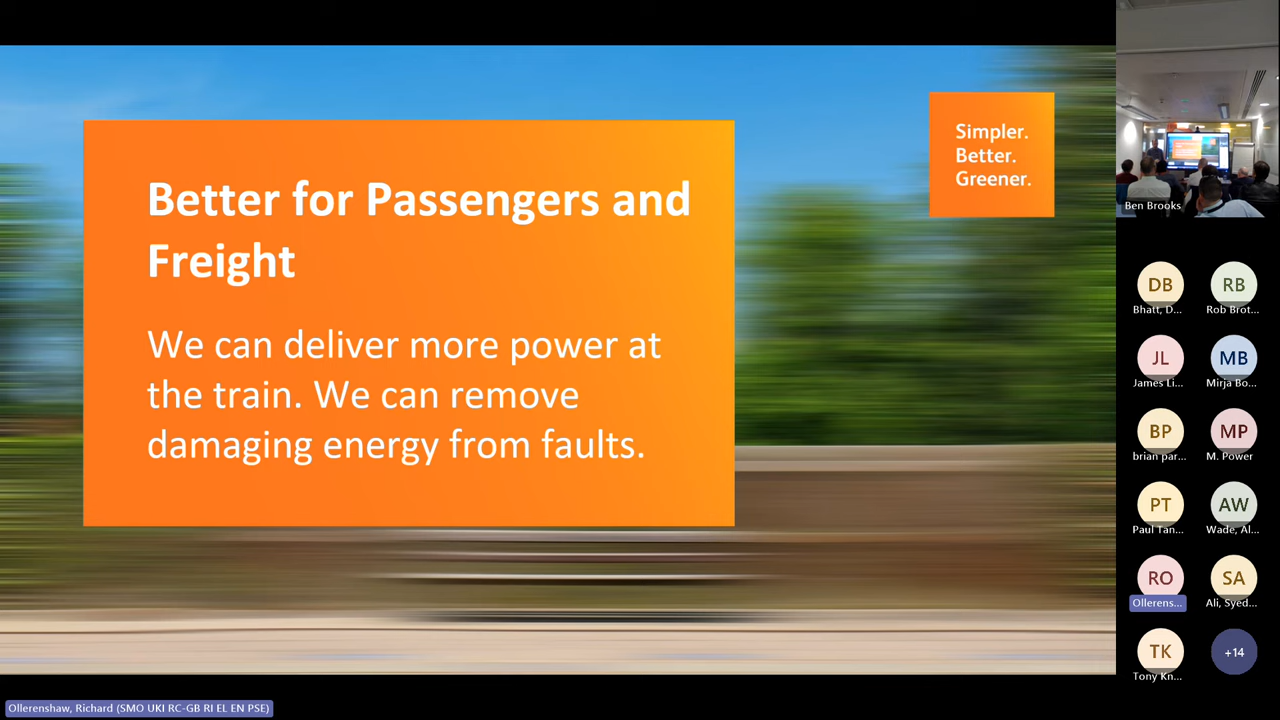 Better for Passengers and
Freight
We can deliver more power at
the train. We can remove
damaging energy from faults.
Simpler.
Better.
Greener.
Ben Brooks
DB
Bhatt, D...
RB
Rob Brot...
JL
James Li...
MB
Mirja Bo...
BP
brian par...
MP
M. Power
PT
Paul Tan...
AW
Wade, Al...
RO
Ollerens...
SA
Ali, Syed...
TK
Tony Kn...
+14
Ollerenshaw, Richard (SMO UKI RC-GB RI EL EN PSE)